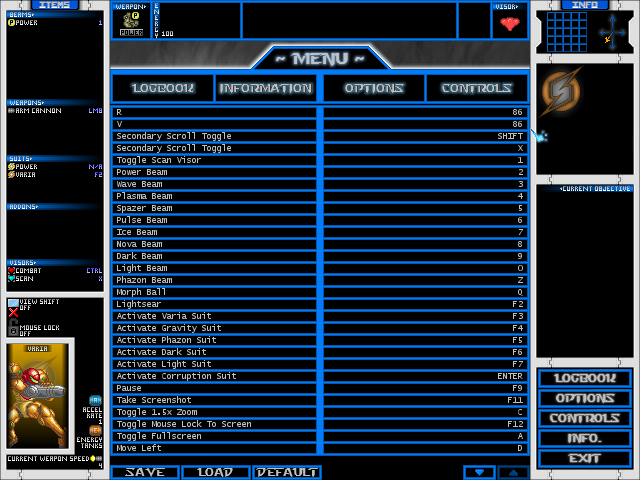 ITEMS
BEAMS
POWER 1
WEAPONS
ARM CANNON LMB
SUITS
POWER N/A
VARIA F2
ADDONS
VISORS
COMBAT CTRL
SCAN X
VIEW SHIFT
OFF
MOUSE LOCK
OFF
VARIA
ACCEL
RATE
1
ENERGY
TANKS
CURRENT WEAPON SPEED
4
WEAPON
POWER
ENERGY
100
VISOR
~ MENU ~
LOGBOOK INFORMATION OPTIONS CONTROLS
R 86
V 86
Secondary Scroll Toggle SHIFT
Secondary Scroll Toggle X
Toggle Scan Visor 1
Power Beam 2
Wave Beam 3
Plasma Beam 4
Spazer Beam 5
Pulse Beam 6
Ice Beam 7
Nova Beam 8
Dark Beam 9
Light Beam O
Phazon Beam Z
Morph Ball Q
Lightsear F2
Activate Varia Suit F3
Activate Gravity Suit F4
Activate Phazon Suit F5
Activate Dark Suit F6
Activate Light Suit F7
Activate Corruption Suit ENTER
Pause F9
Take Screenshot F11
Toggle 1.5x Zoom C
Toggle Mouse Lock To Screen F12
Toggle Fullscreen A
Move Left D
SAVE LOAD DEFAULT
INFO
CURRENT OBJECTIVE
LOGBOOK
OPTIONS
CONTROLS
INFO.
EXIT